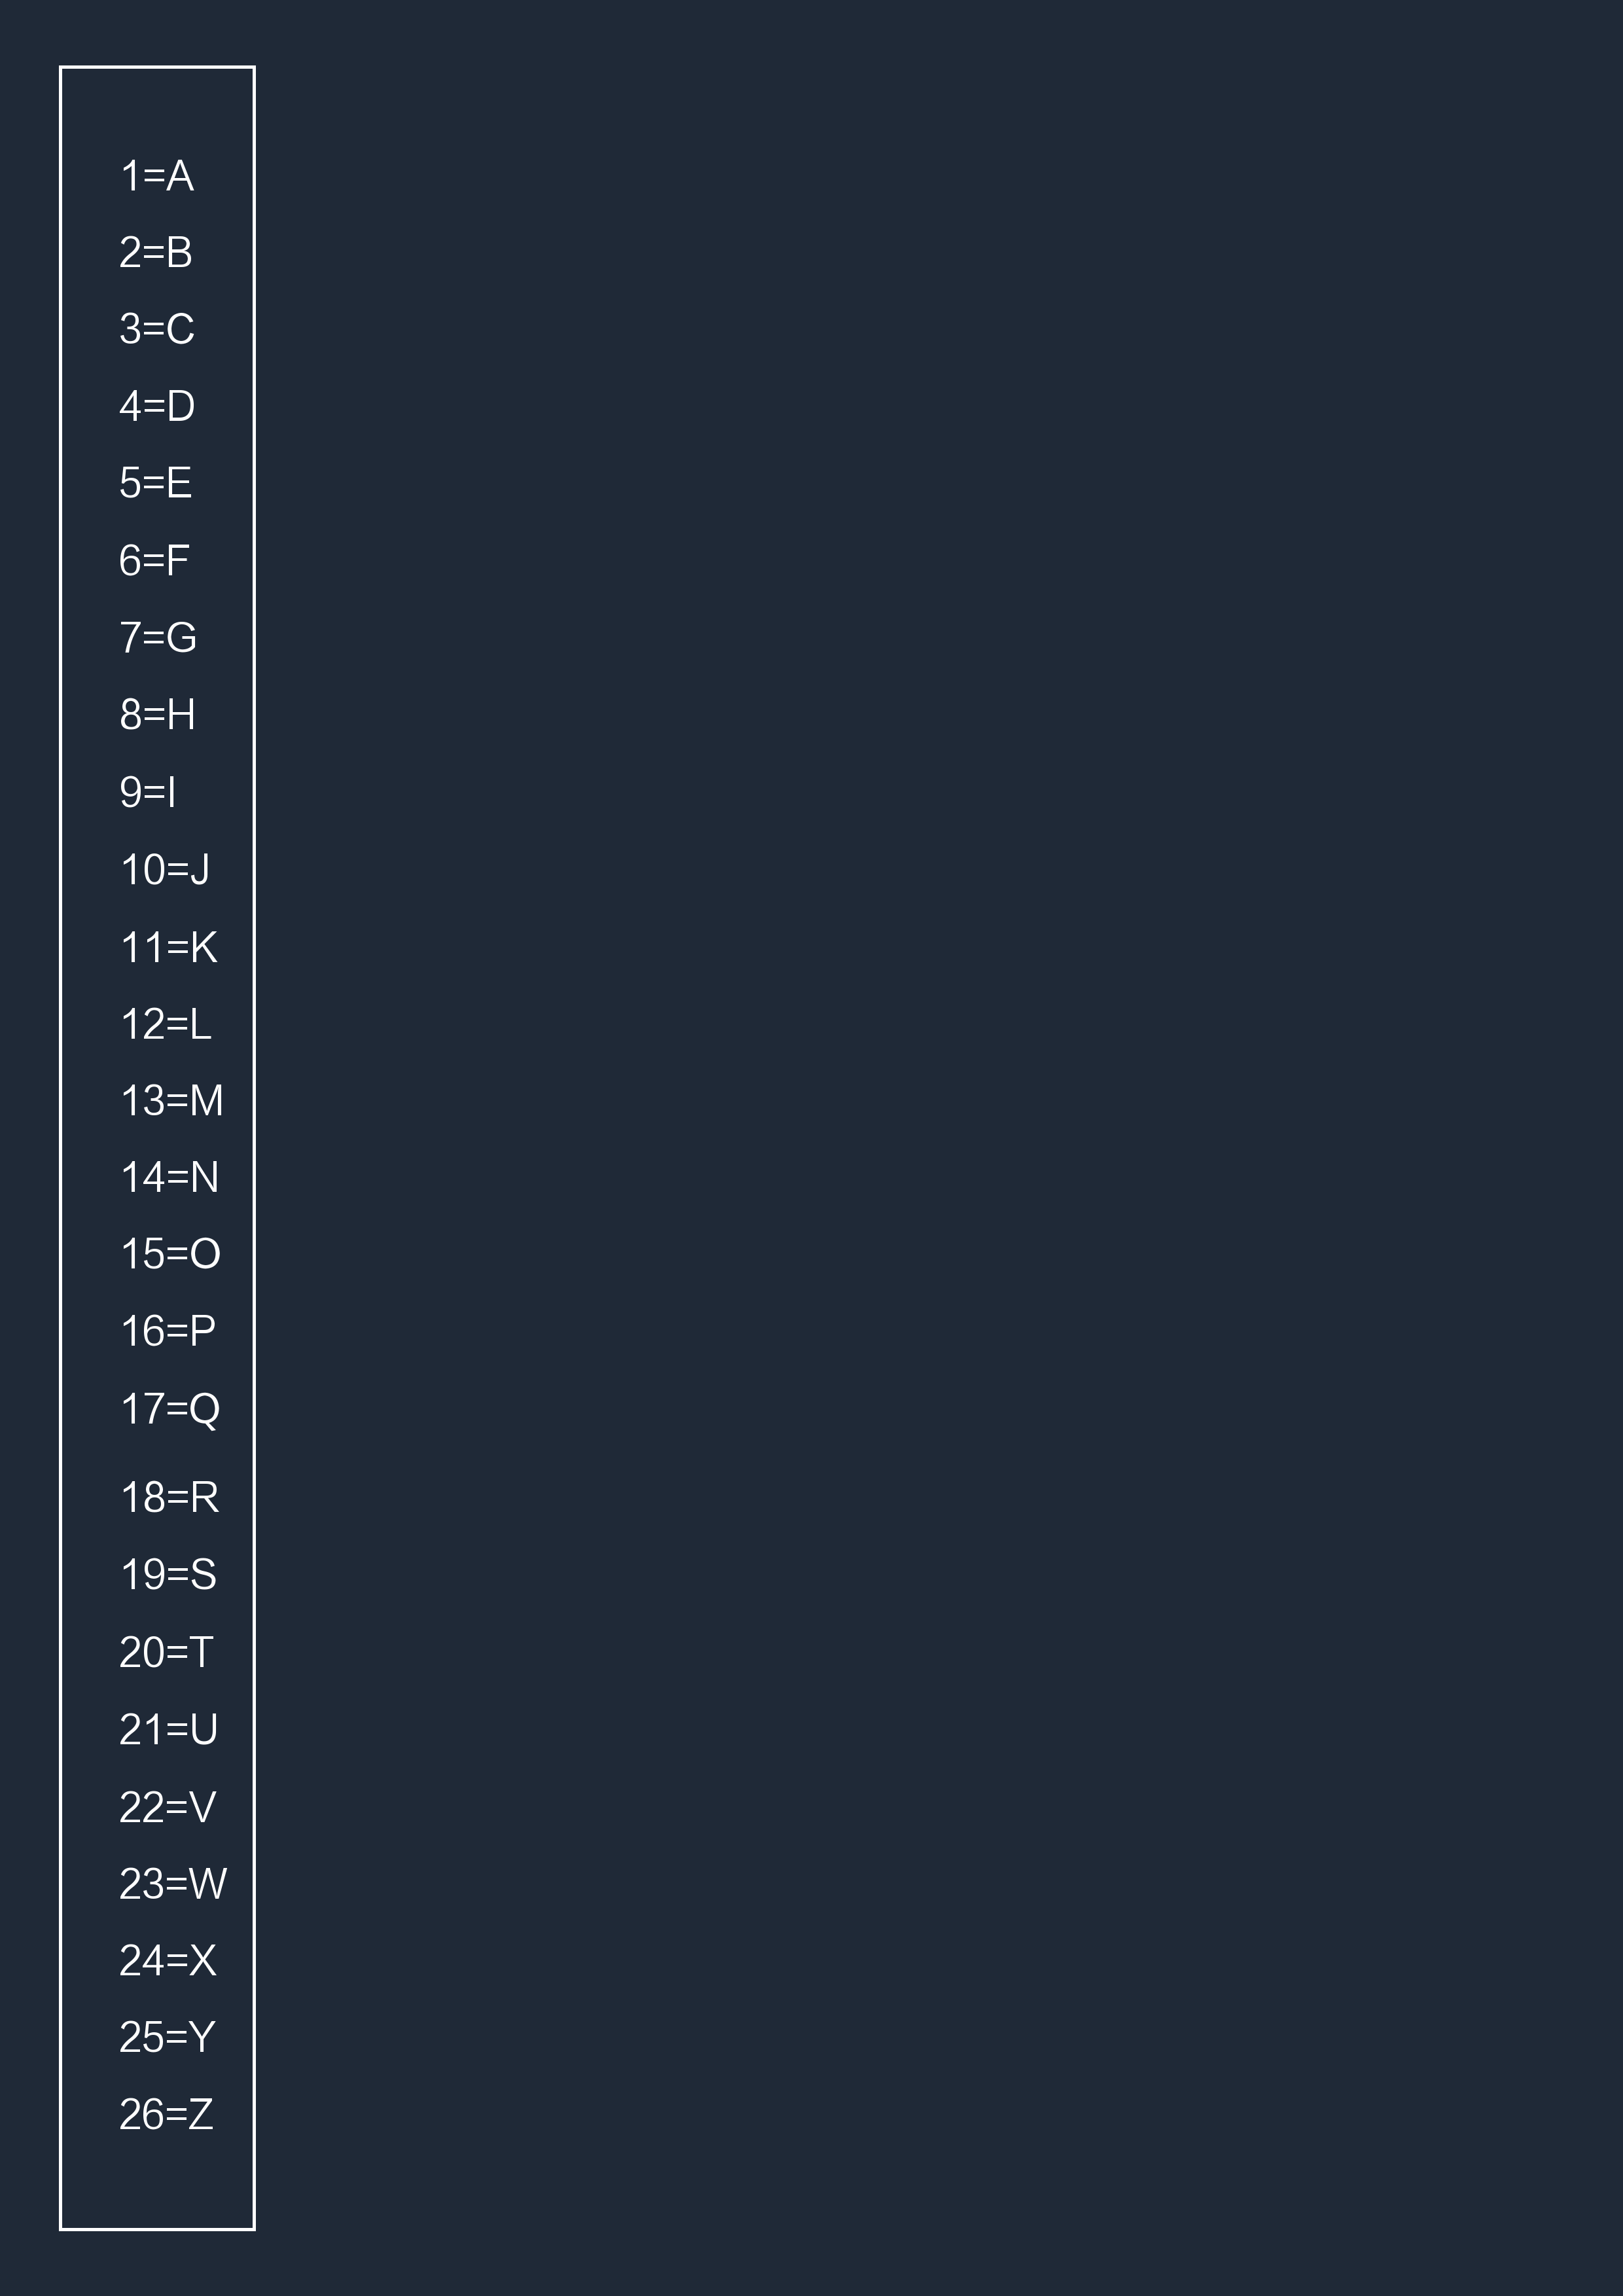 1=A
2=B
3=C
4=D
5=E
6=F
7=G
8=H
9=I
10=J
11=K
12=L
13=M
14=N
15=O
16=P
17=Q
18=R
19=S
20=T
21=U
22=V
23=W
24=X
25=Y
26=Z